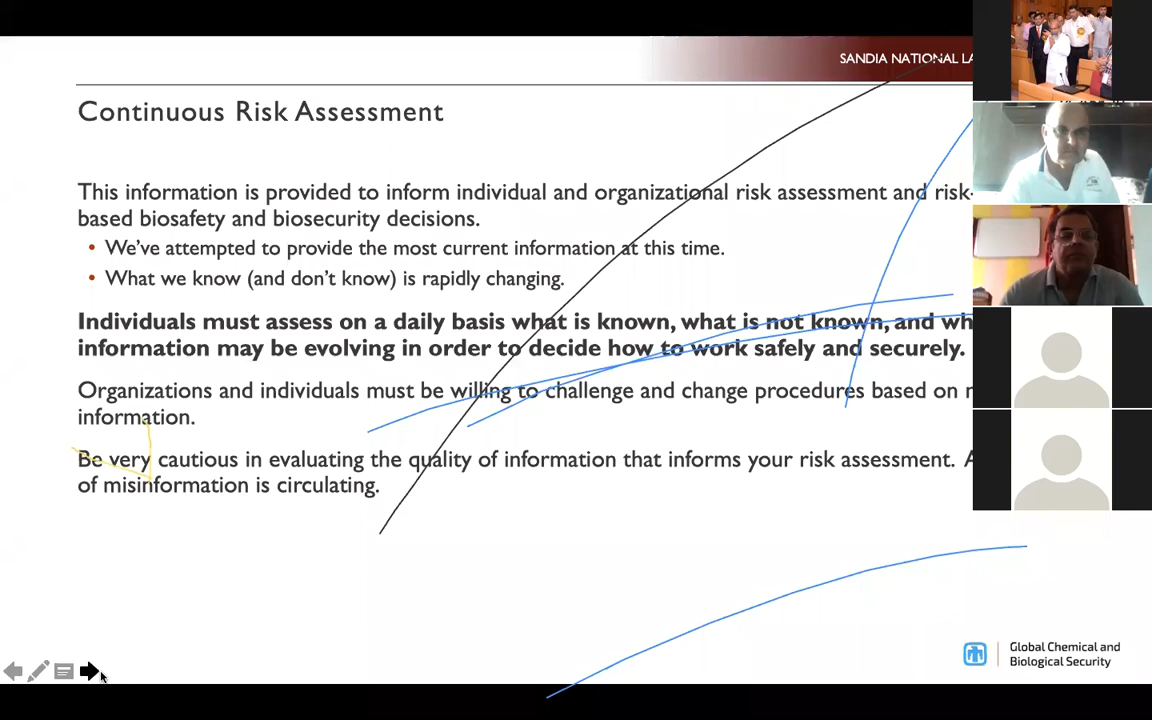 SANDIA NATIONAL
Continuous Risk Assessment
This information is provided to inform individual and organizational risk assessment and risk-
based biosafety and biosecurity decisions.
• We've attempted to provide the most current information at this time.
• What we know (and don't know) is rapidly changing.
Individuals must assess on a daily basis what is known, what is not known, and
information may be evolving in order to decide how to work safely and securely.
Organizations and individuals must be willing to challenge and change procedures based on
information.
Be very cautious in evaluating the quality of information that informs your risk assessment.
of misinformation is circulating.
Global Chemical and
Biological Security